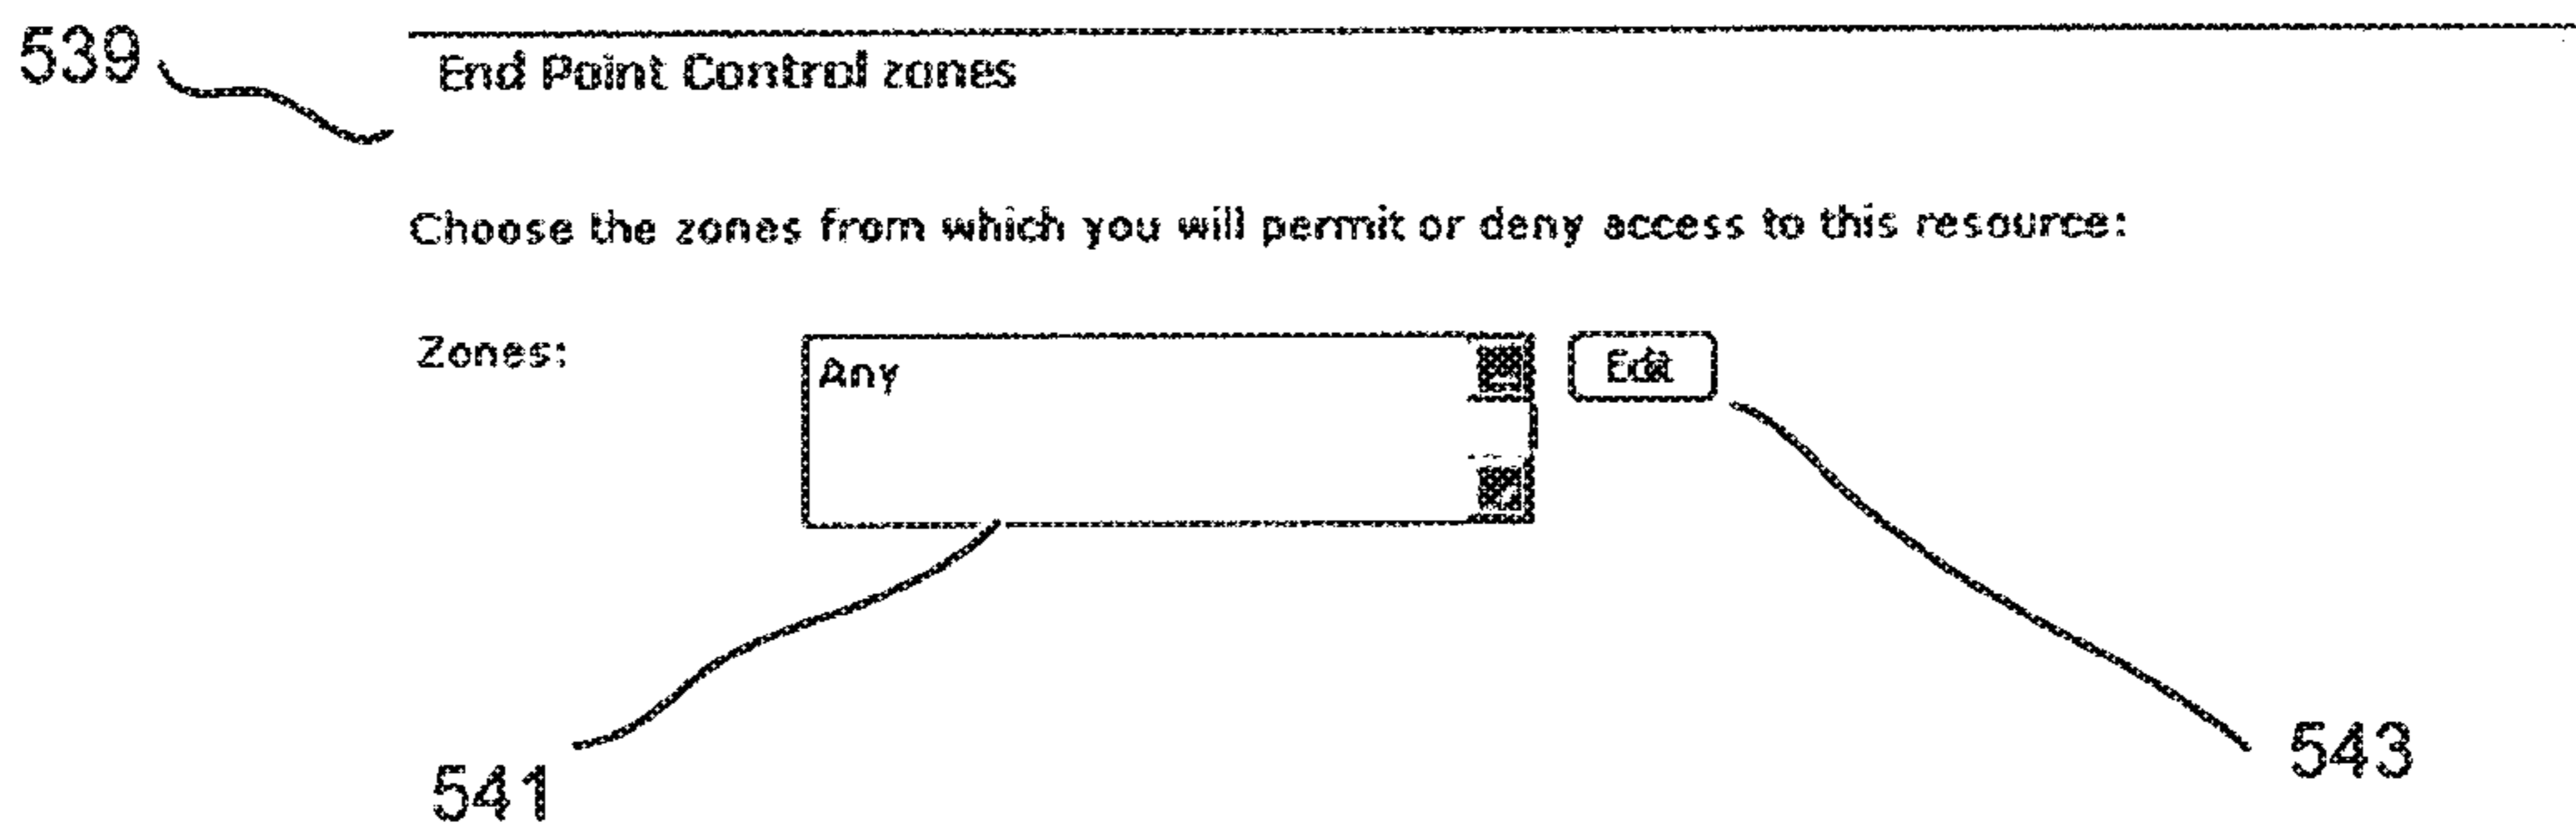 539
End Point Control zones
Choose the zones from which you will permit or deny access to this resource:
Zones:
Any
Edit
541
543